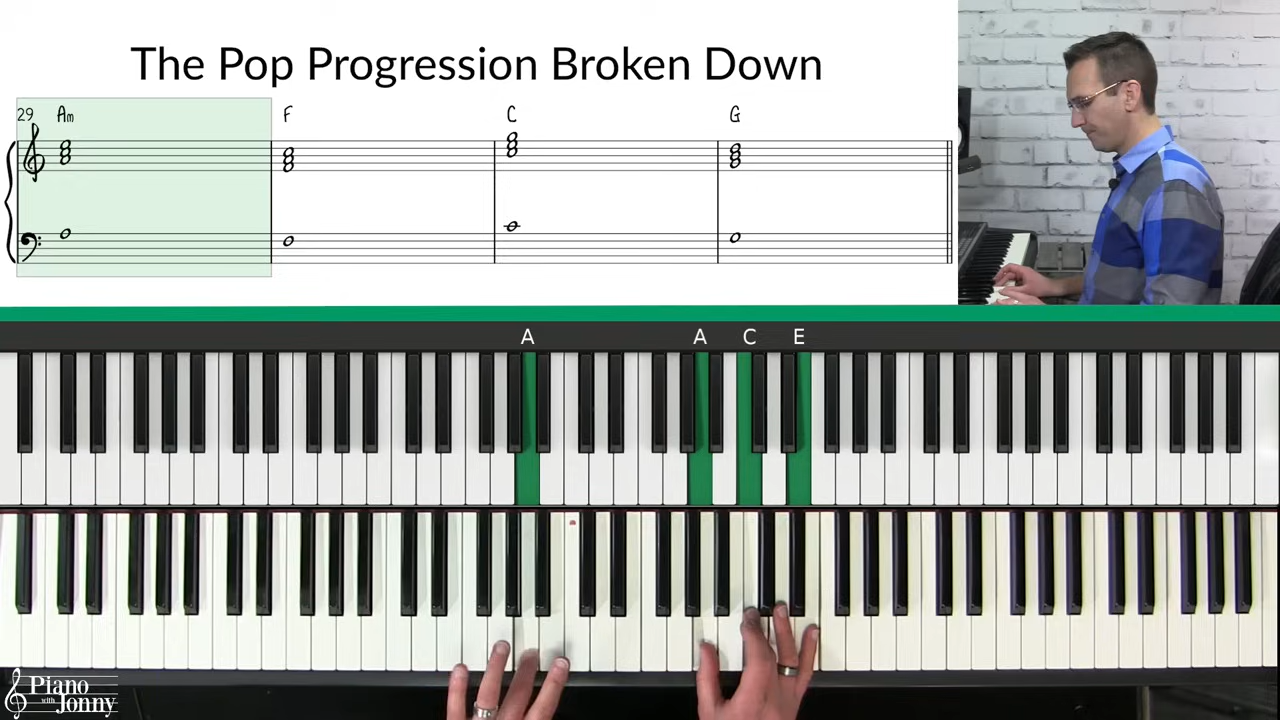 The Pop Progression Broken Down
29 Am F C G
A A C E
Piano
with
Jonny